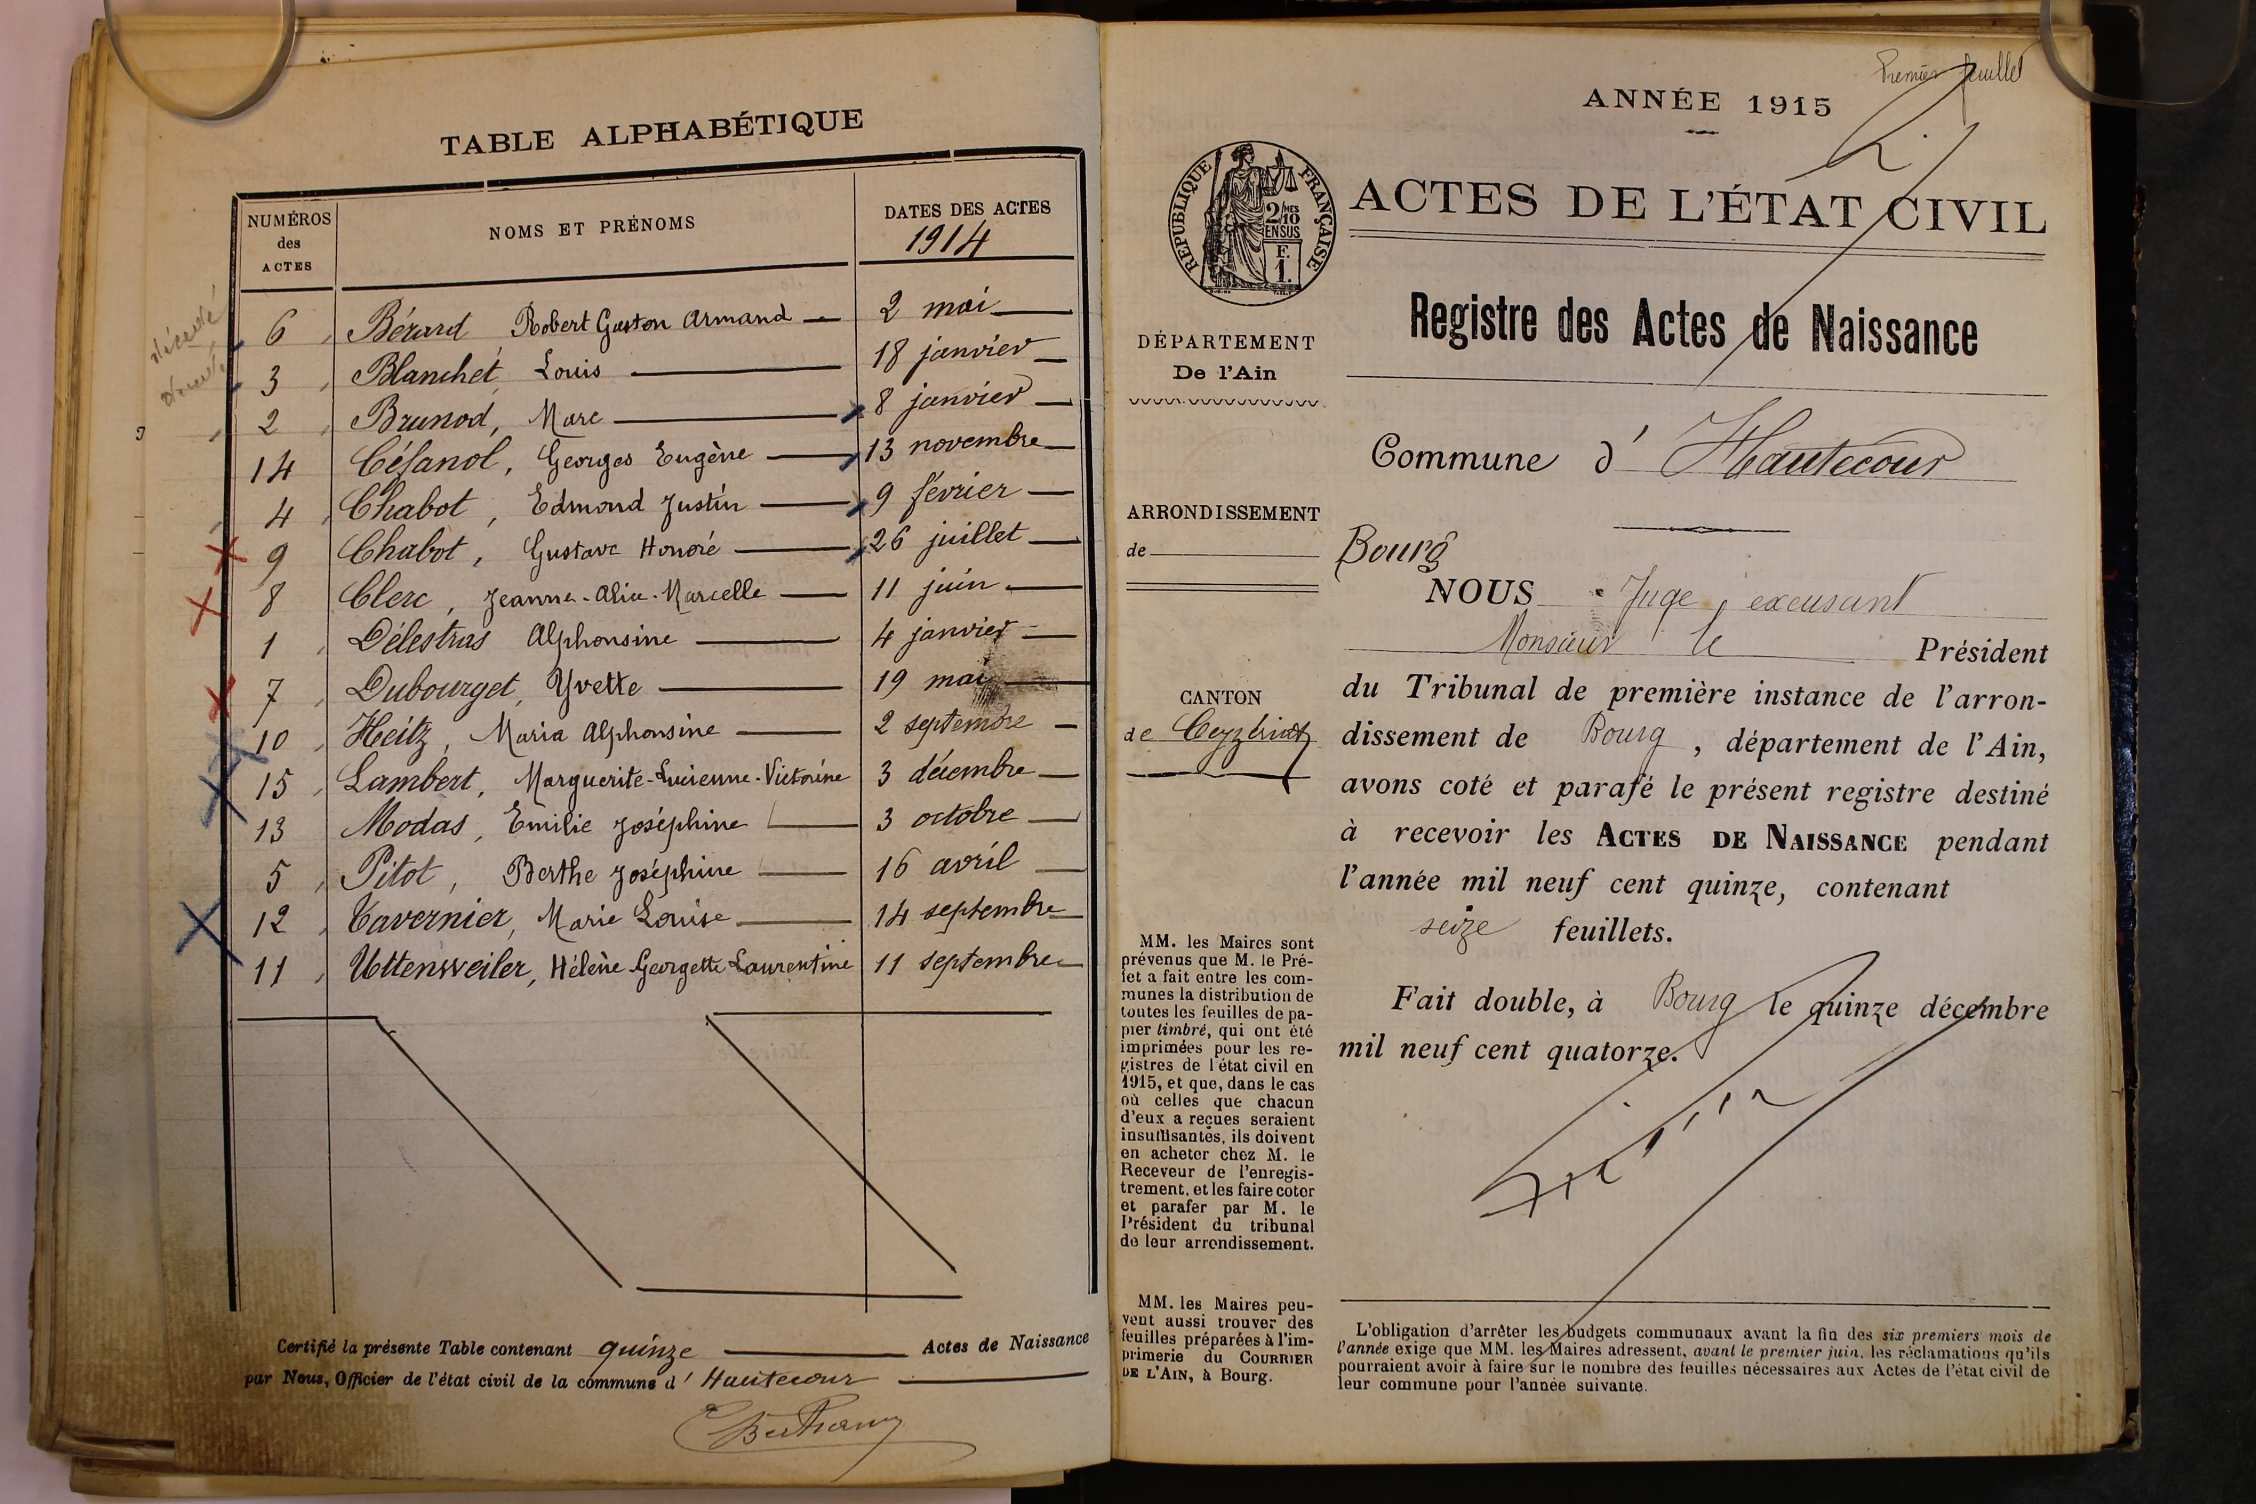 TABLE ALPHABÉTIQUE
NUMÉROS des ACTES
NOMS ET PRÉNOMS
DATES DES ACTES
1914
décédé
6 Bérard Robert Gaston Armand 2 mai
3 Blanchet Louis 18 janvier
2 Brunod, Marc 8 janvier
14 Céfanol, Georges Eugène 13 novembre
4 Chabot, Edmond Justin 9 février
9 Chabot, Gustave Honoré 26 juillet
8 Clerc, Jeanne-Alice-Marcelle 11 juin
1 Délestras Alphonsine 4 janvier
7 Dubourget, Yvette 19 mai
10 Heitz, Maria Alphonsine 2 septembre
15 Lambert, Marguerite-Lucienne-Victorine 3 décembre
13 Modas, Emilie Joséphine 3 octobre
5 Pitot, Berthe Joséphine 16 avril
12 Tavernier, Marie Louise 14 septembre
11 Uttensweiler, Hélène Georgette Laurentine 11 septembre
Certifié la présente Table contenant quinze Actes de Naissance
par Nous, Officier de l'état civil de la commune d' Hautecour
Premier feuillet
ANNÉE 1915
RÉPUBLIQUE FRANÇAISE
2/10 MES
EN SUS
F.
1.
ACTES DE L'ÉTAT CIVIL
Registre des Actes de Naissance
DÉPARTEMENT
De l'Ain
Commune d' Hautecour
ARRONDISSEMENT
de Bourg
CANTON
de Ceyzériat
NOUS Juge excusant
Monsieur le Président
du Tribunal de première instance de l'arron-
dissement de Bourg, département de l'Ain,
avons coté et parafé le présent registre destiné
à recevoir les ACTES DE NAISSANCE pendant
l'année mil neuf cent quinze, contenant
seize feuillets.
Fait double, à Bourg le quinze décembre
mil neuf cent quatorze.
MM. les Maires sont
prévenus que M. le Pré-
fet a fait entre les com-
munes la distribution de
toutes les feuilles de pa-
pier timbré, qui ont été
imprimées pour les re-
gistres de l'état civil en
1915, et que, dans le cas
où celles que chacun
d'eux a reçues seraient
insuffisantes, ils doivent
en acheter chez M. le
Receveur de l'enregis-
trement, et les faire coter
et parafer par M. le
Président du tribunal
de leur arrondissement.
MM. les Maires peu-
vent aussi trouver des
feuilles préparées à l'im-
primerie du COURRIER
DE L'AIN, à Bourg.
L'obligation d'arrêter les budgets communaux avant la fin des six premiers mois de
l'année exige que MM. les Maires adressent, avant le premier juin, les réclamations qu'ils
pourraient avoir à faire sur le nombre des feuilles nécessaires aux Actes de l'état civil de
leur commune pour l'année suivante.